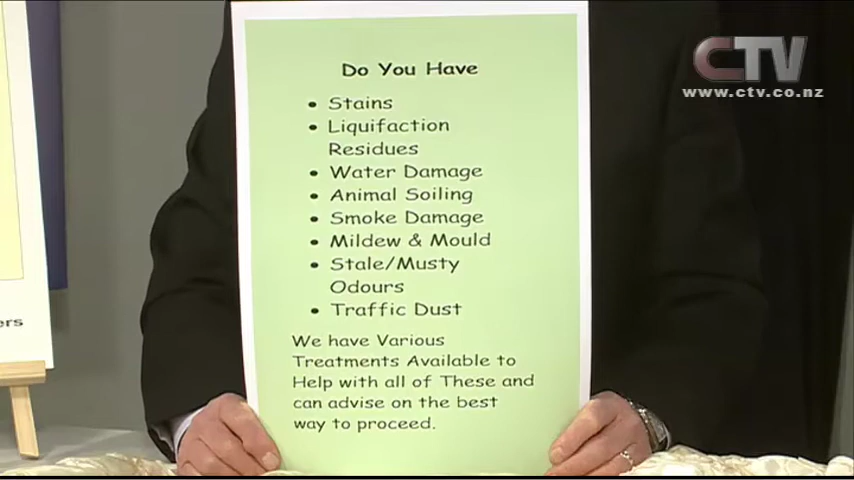 CTV
www.ctv.co.nz
Do You Have
• Stains
• Liquifaction
Residues
• Water Damage
• Animal Soiling
• Smoke Damage
• Mildew & Mould
• Stale/Musty
Odours
• Traffic Dust
We have Various
Treatments Available to
Help with all of These and
can advise on the best
way to proceed.
ers